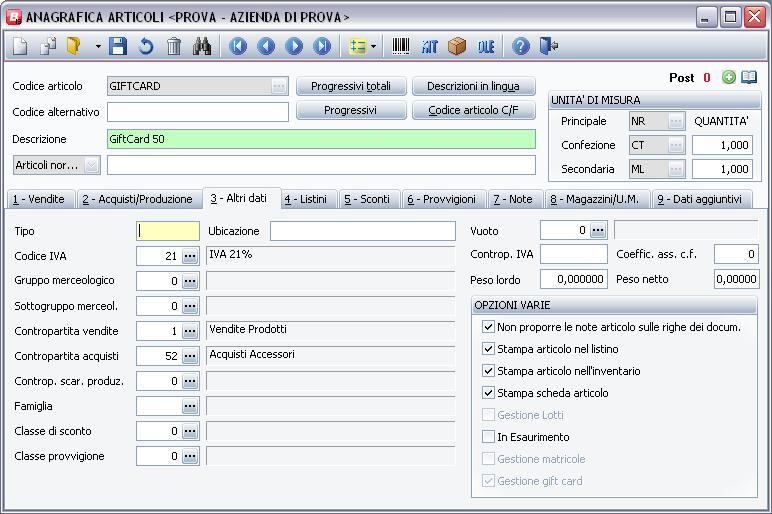 ANAGRAFICA ARTICOLI <PROVA - AZIENDA DI PROVA>
KIT DLE
Post 0
Codice articolo GIFTCARD Progressivi totali Descrizioni in lingua
Codice alternativo Progressivi Codice articolo C/F
Descrizione GiftCard 50
Articoli nor...
UNITA' DI MISURA
Principale NR QUANTITA'
Confezione CT 1,000
Secondaria ML 1,000
1 - Vendite 2 - Acquisti/Produzione 3 - Altri dati 4 - Listini 5 - Sconti 6 - Provvigioni 7 - Note 8 - Magazzini/U.M. 9 - Dati aggiuntivi
Tipo Ubicazione
Codice IVA 21 IVA 21%
Gruppo merceologico 0
Sottogruppo merceol. 0
Contropartita vendite 1 Vendite Prodotti
Contropartita acquisti 52 Acquisti Accessori
Controp. scar. produz. 0
Famiglia
Classe di sconto 0
Classe provvigione 0
Vuoto 0
Controp. IVA Coeffic. ass. c.f. 0
Peso lordo 0,000000 Peso netto 0,00000
OPZIONI VARIE
Non proporre le note articolo sulle righe dei docum.
Stampa articolo nel listino
Stampa articolo nell'inventario
Stampa scheda articolo
Gestione Lotti
In Esaurimento
Gestione matricole
Gestione gift card